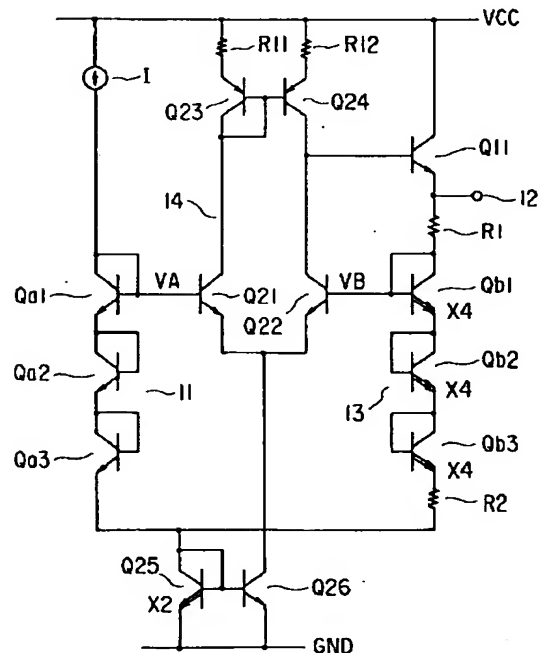 VCC
R11 R12
I
Q23 Q24
Q11
12
14
R1
VA VB
Qa1 Q21 Q22 Qb1
X4
Qa2 11 13 Qb2
X4
Qa3 Qb3
X4
R2
Q25 Q26
X2
GND